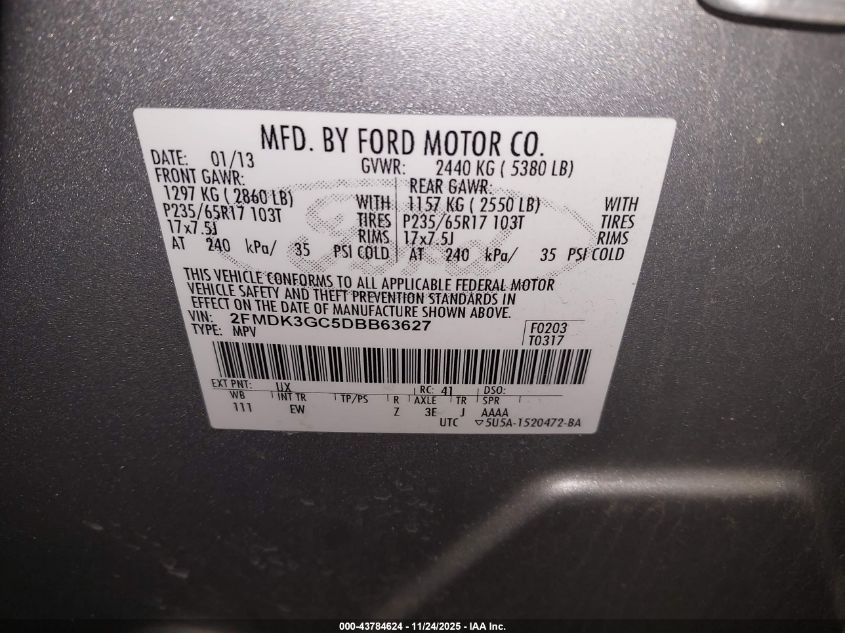 MFD. BY FORD MOTOR CO.
DATE: 01/13 GVWR: 2440 KG ( 5380 LB)
FRONT GAWR: REAR GAWR:
1297 KG ( 2860 LB) WITH 1157 KG ( 2550 LB) WITH
P235/65R17 103T TIRES P235/65R17 103T TIRES
17x7.5J RIMS 17x7.5J RIMS
AT 240 kPa/ 35 PSI COLD AT 240 kPa/ 35 PSI COLD
THIS VEHICLE CONFORMS TO ALL APPLICABLE FEDERAL MOTOR
VEHICLE SAFETY AND THEFT PREVENTION STANDARDS IN
EFFECT ON THE DATE OF MANUFACTURE SHOWN ABOVE.
VIN: 2FMDK3GC5DBB63627 F0203
TYPE: MPV T0317
EXT PNT: UX RC: 41 DSO:
WB INT TR TP/PS R AXLE TR SPR
111 EW Z 3E J AAAA
UTC ▽5U5A-1520472-BA
000-43784624 - 11/24/2025 - IAA Inc.